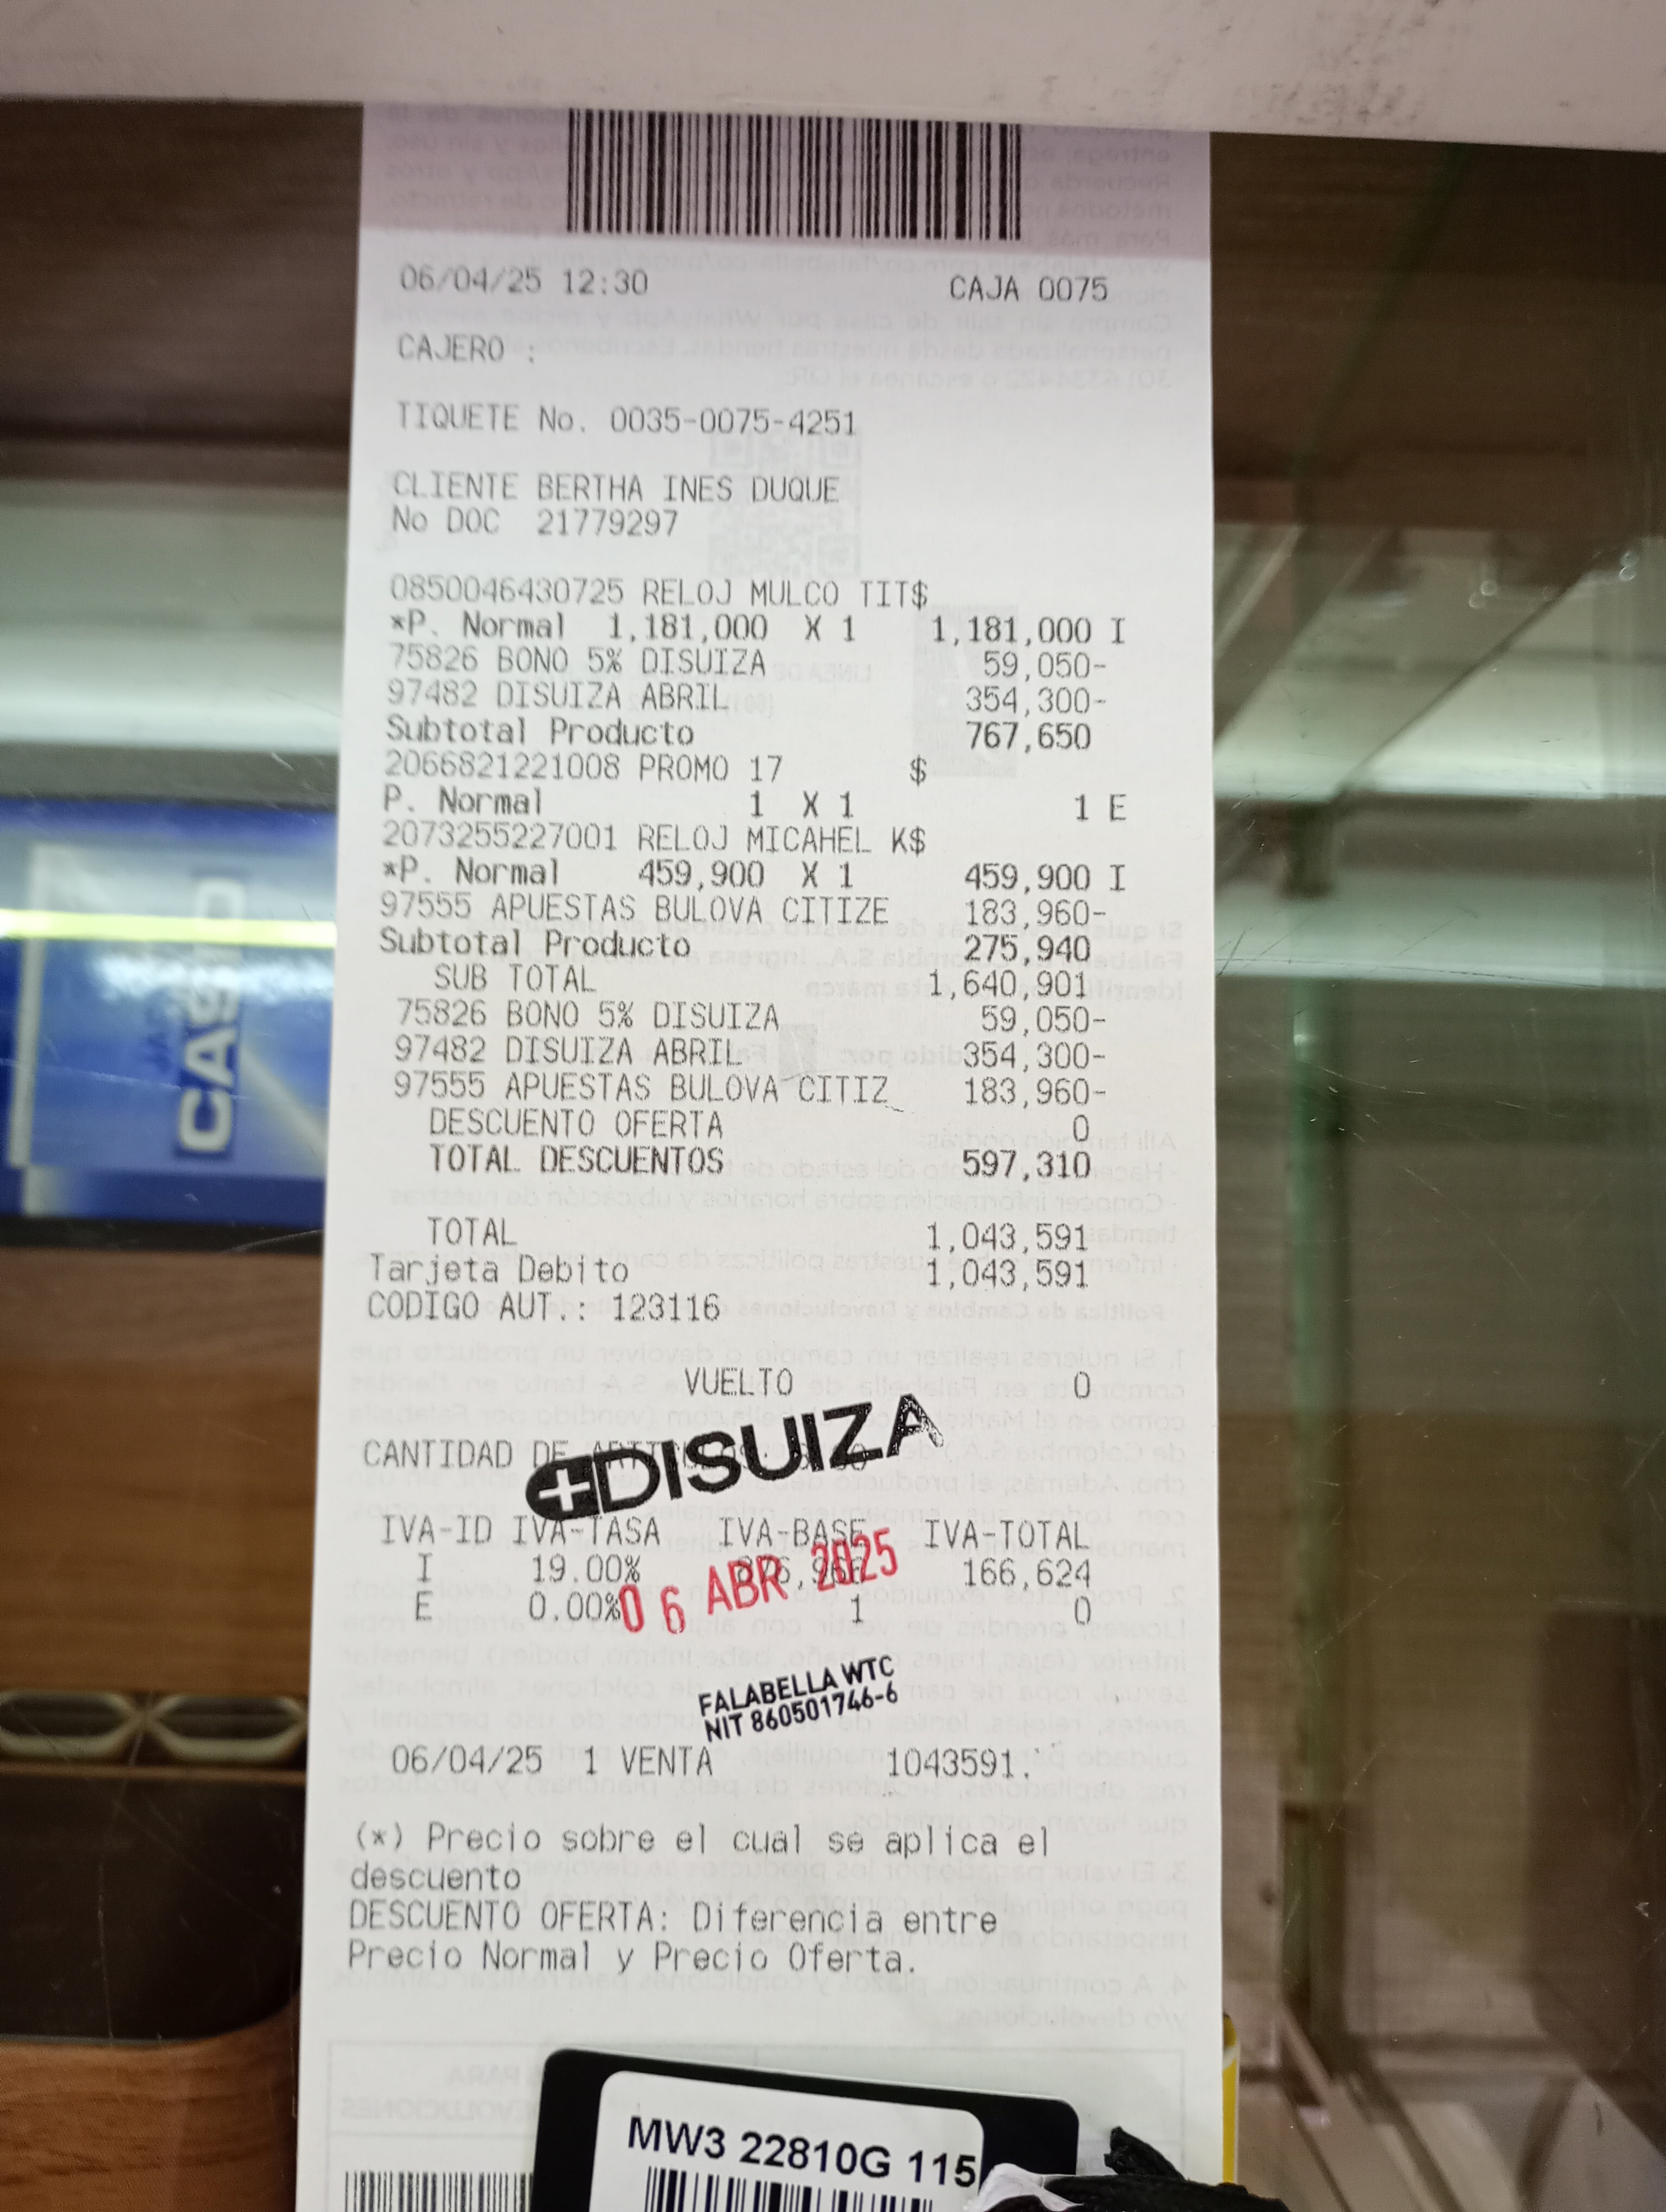 06/04/25 12:30 CAJA 0075
CAJERO :
TIQUETE No. 0035-0075-4251
CLIENTE BERTHA INES DUQUE
No DOC 21779297
0850046430725 RELOJ MULCO TIT$
*P. Normal 1,181,000 X 1 1,181,000 I
75826 BONO 5% DISUIZA 59,050-
97482 DISUIZA ABRIL 354,300-
Subtotal Producto 767,650
2066821221008 PROMO 17 $
P. Normal 1 X 1 1 E
2073255227001 RELOJ MICAHEL K$
*P. Normal 459,900 X 1 459,900 I
97555 APUESTAS BULOVA CITIZE 183,960-
Subtotal Producto 275,940
SUB TOTAL 1,640,901
75826 BONO 5% DISUIZA 59,050-
97482 DISUIZA ABRIL 354,300-
97555 APUESTAS BULOVA CITIZ 183,960-
DESCUENTO OFERTA 0
TOTAL DESCUENTOS 597,310
TOTAL 1,043,591
Tarjeta Debito 1,043,591
CODIGO AUT.: 123116
VUELTO 0
DISUIZA
CANTIDAD DE
IVA-ID IVA-TASA IVA-BASE IVA-TOTAL
I 19.00% 166,624
E 0.00% 1 0
06 ABR 2025
FALABELLA WTC
NIT 860501746-6
06/04/25 1 VENTA 1043591.
(*) Precio sobre el cual se aplica el
descuento
DESCUENTO OFERTA: Diferencia entre
Precio Normal y Precio Oferta.
MW3 22810G 115
CASIO